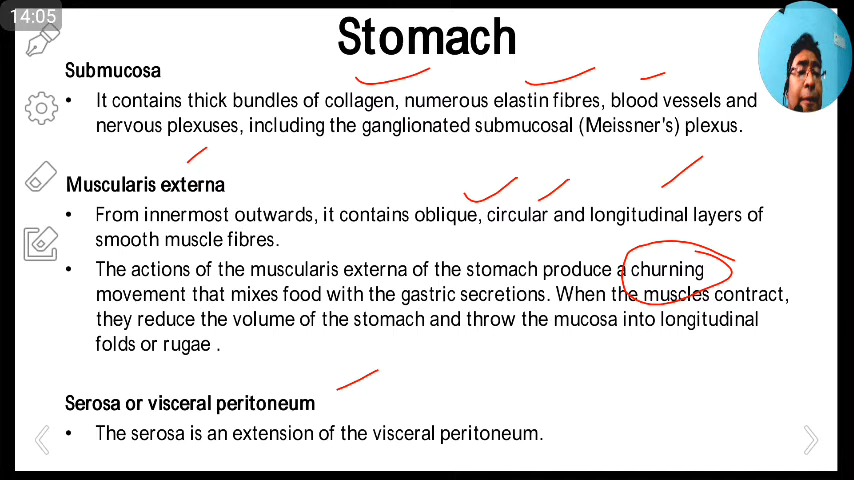 14:05
Stomach
Submucosa
• It contains thick bundles of collagen, numerous elastin fibres, blood vessels and
nervous plexuses, including the ganglionated submucosal (Meissner's) plexus.
Muscularis externa
• From innermost outwards, it contains oblique, circular and longitudinal layers of
smooth muscle fibres.
• The actions of the muscularis externa of the stomach produce a churning
movement that mixes food with the gastric secretions. When the muscles contract,
they reduce the volume of the stomach and throw the mucosa into longitudinal
folds or rugae .
Serosa or visceral peritoneum
• The serosa is an extension of the visceral peritoneum.